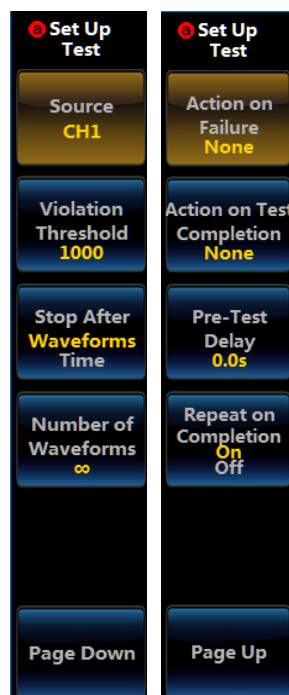 a Set Up
Test
Source
CH1
Violation
Threshold
1000
Stop After
Waveforms
Time
Number of
Waveforms
∞
Page Down
a Set Up
Test
Action on
Failure
None
Action on Test
Completion
None
Pre-Test
Delay
0.0s
Repeat on
Completion
On
Off
Page Up